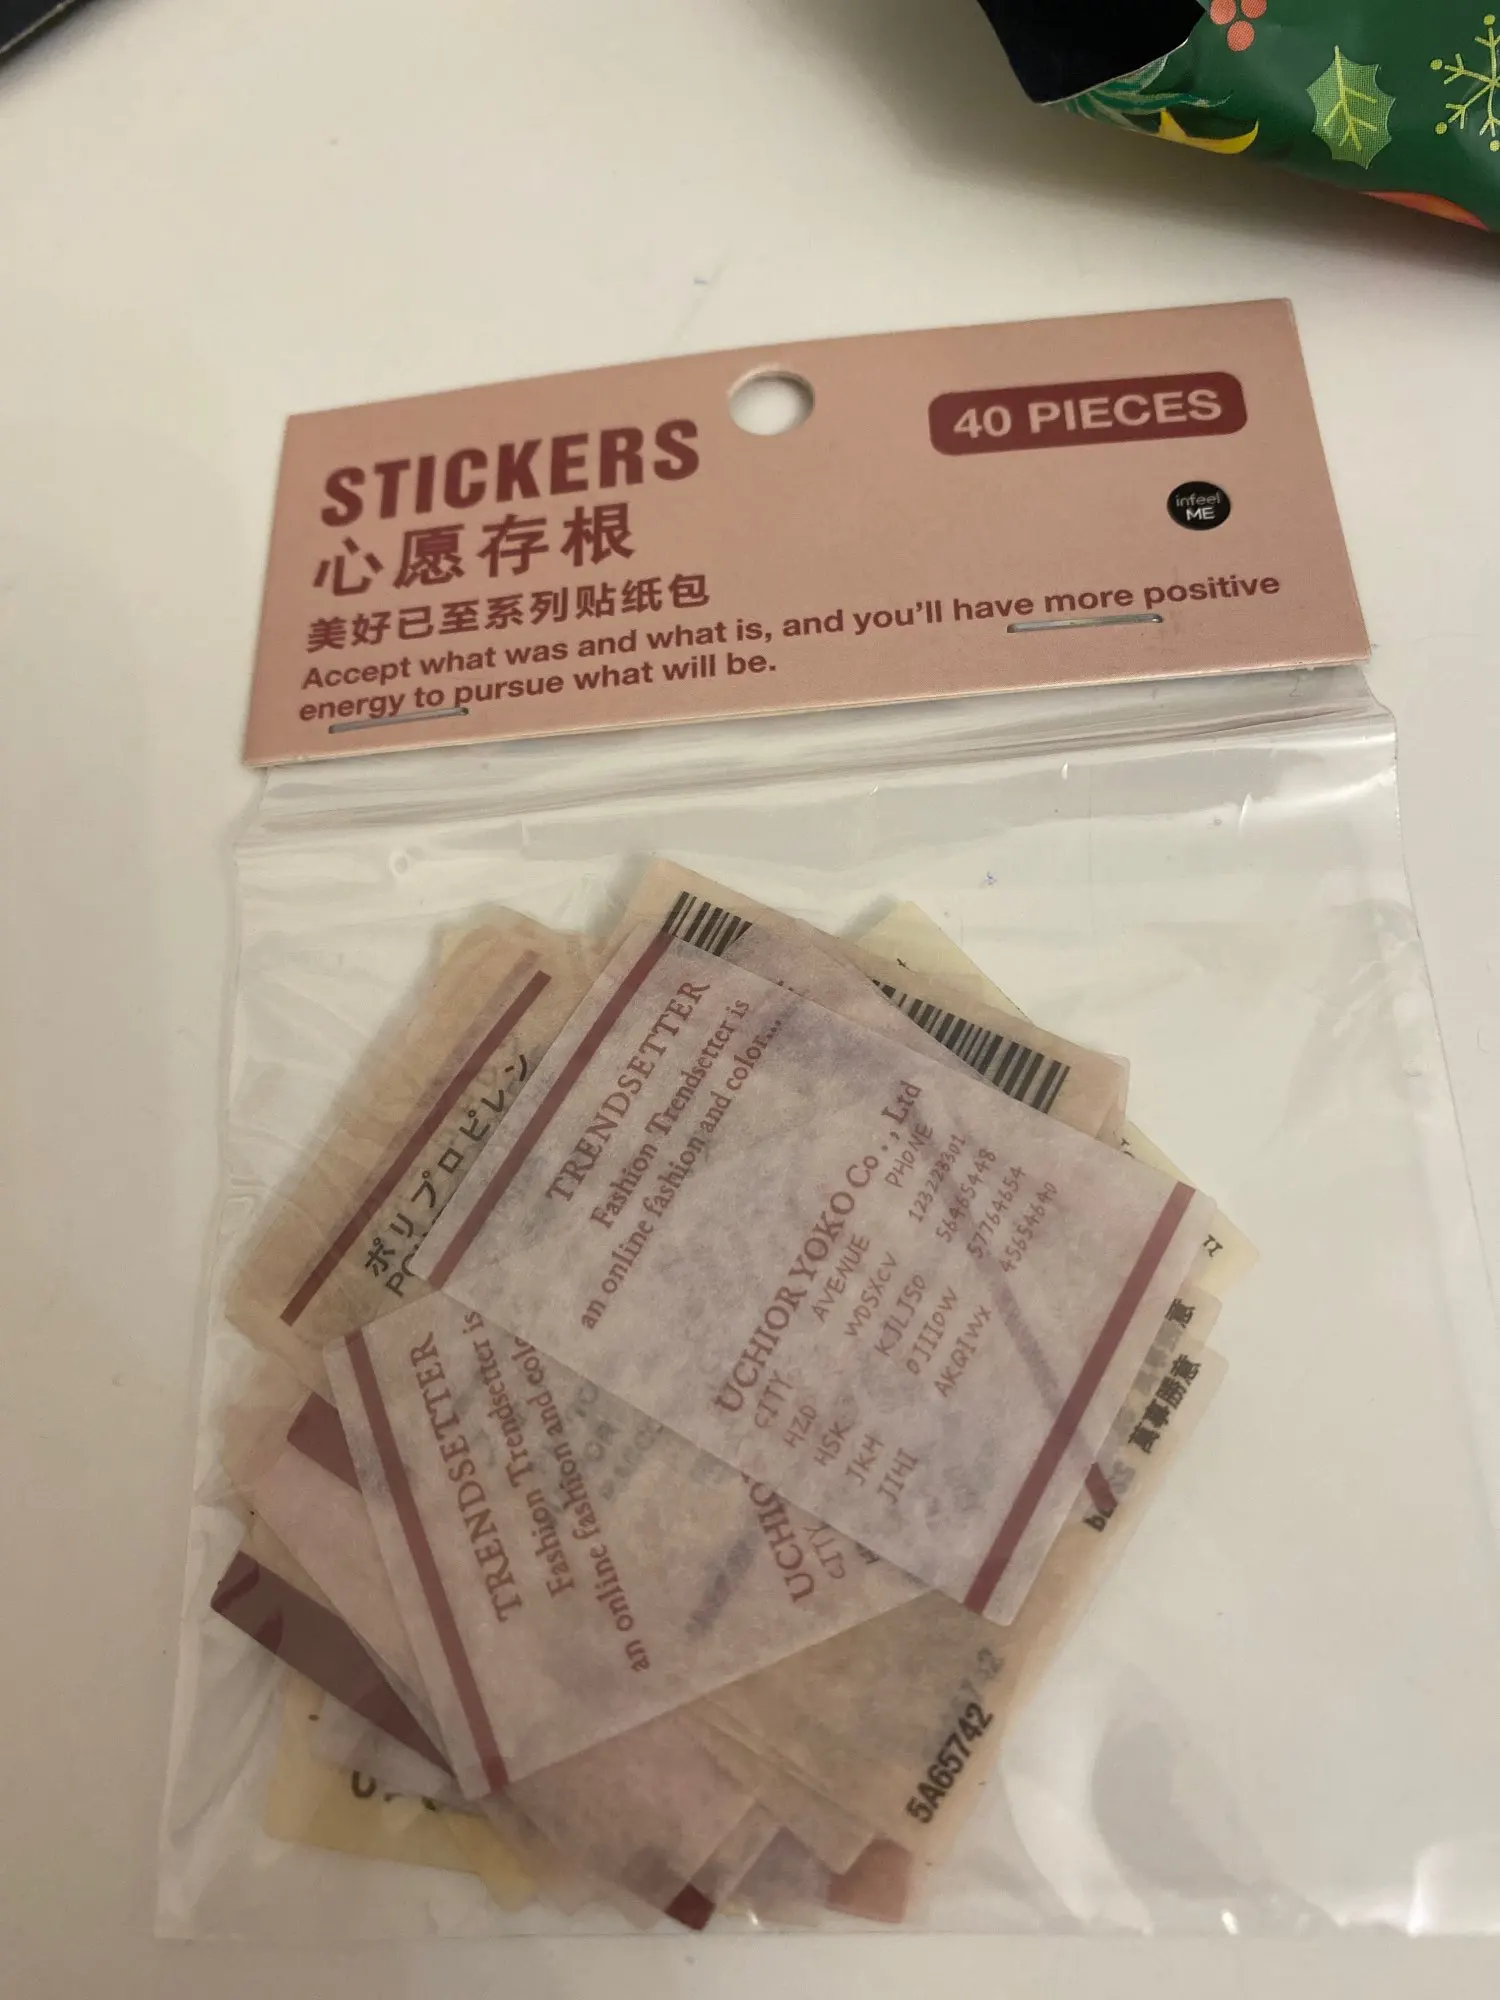 STICKERS
40 PIECES
心愿存根
infeel
ME
美好已至系列贴纸包
Accept what was and what is, and you'll have more positive
energy to pursue what will be.
TRENDSETTER
Fashion Trendsetter is
an online fashion and color...
UCHIOR YOKO Co.,Ltd
CITY AVENUE PHONE
HZD WDSXCV 123223301
HSK KJLJSO 56465448
JKH OJIIOW 57764654
JIHI AKQIWX 45654640
ポリプロピレン
TRENDSETTER
Fashion Trendsetter is
an online fashion and
CITY
萬事勝意
5A65742